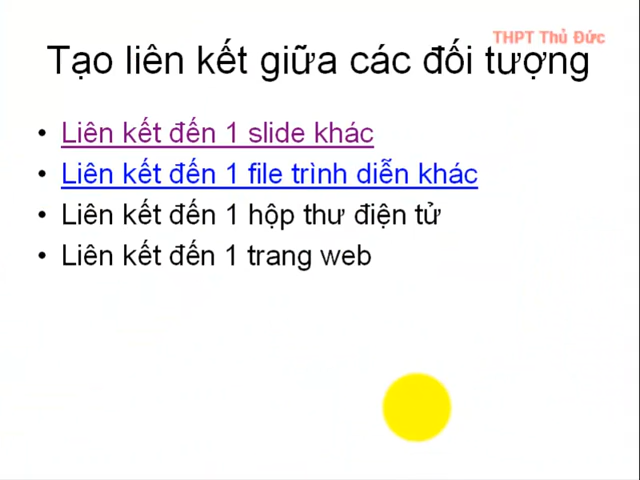 THPT Thủ Đức
Tạo liên kết giữa các đối tượng
• Liên kết đến 1 slide khác
• Liên kết đến 1 file trình diễn khác
• Liên kết đến 1 hộp thư điện tử
• Liên kết đến 1 trang web